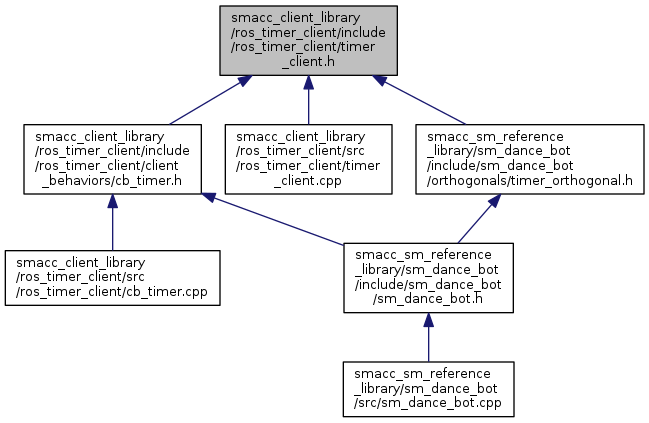 smacc_client_library
/ros_timer_client/include
/ros_timer_client/timer
_client.h
smacc_client_library
/ros_timer_client/include
/ros_timer_client/client
_behaviors/cb_timer.h
smacc_client_library
/ros_timer_client/src
/ros_timer_client/timer
_client.cpp
smacc_sm_reference
_library/sm_dance_bot
/include/sm_dance_bot
/orthogonals/timer_orthogonal.h
smacc_client_library
/ros_timer_client/src
/ros_timer_client/cb_timer.cpp
smacc_sm_reference
_library/sm_dance_bot
/include/sm_dance_bot
/sm_dance_bot.h
smacc_sm_reference
_library/sm_dance_bot
/src/sm_dance_bot.cpp